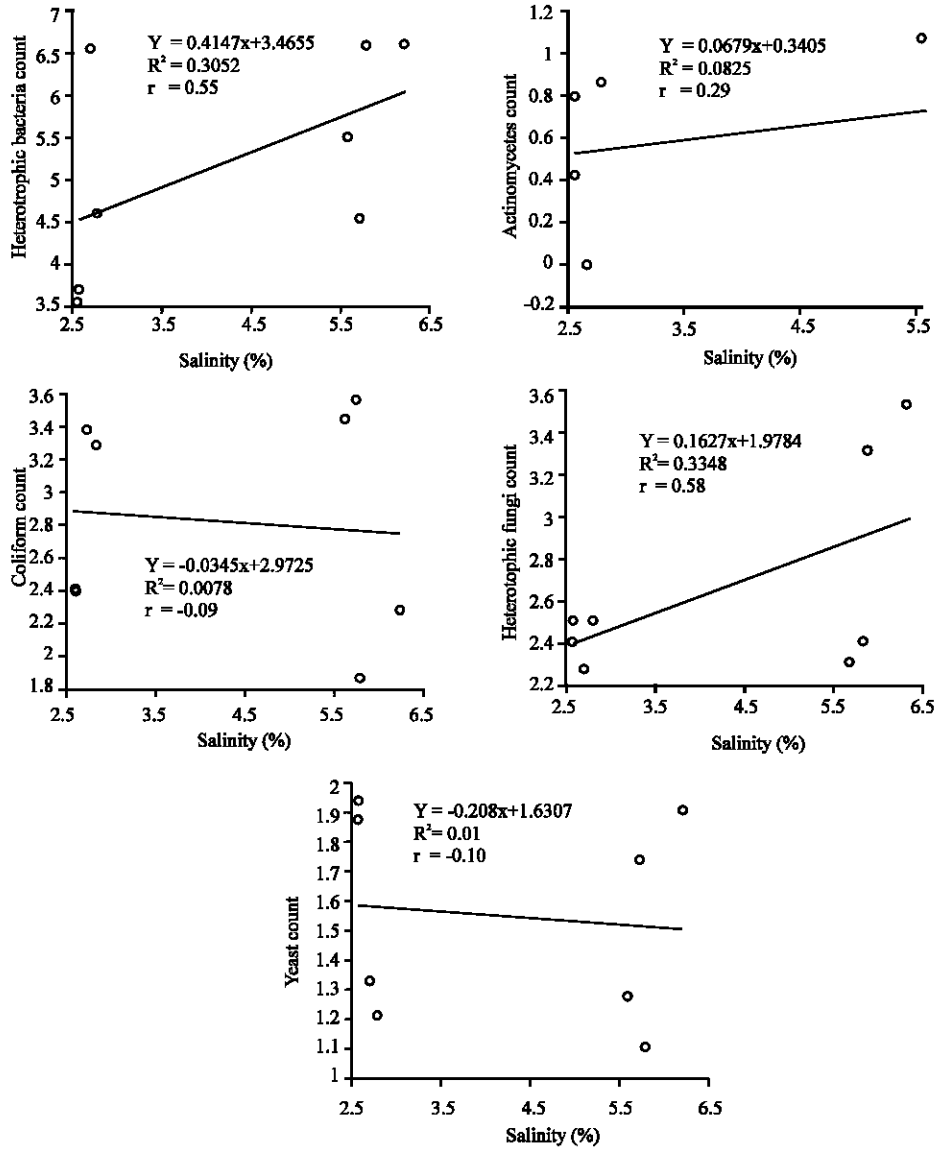 7
6.5
6
5.5
5
4.5
4
3.5
Heterotrophic bacteria count
Y = 0.4147x+3.4655
R² = 0.3052
r = 0.55
2.5 3.5 4.5 5.5 6.5
Salinity (%)
1.2
1
0.8
0.6
0.4
0.2
0
-0.2
Actinomycetes count
Y = 0.0679x+0.3405
R² = 0.0825
r = 0.29
2.5 3.5 4.5 5.5
Salinity (%)
3.6
3.4
3.2
3
2.8
2.6
2.4
2.2
2
1.8
Coliform count
Y = -0.0345x+2.9725
R²= 0.0078
r = -0.09
2.5 3.5 4.5 5.5 6.5
Salinity (%)
3.6
3.4
3.2
3
2.8
2.6
2.4
2.2
Heterotophic fungi count
Y = 0.1627x+1.9784
R²= 0.3348
r = 0.58
2.5 3.5 4.5 5.5 6.5
Salinity (%)
2
1.9
1.8
1.7
1.6
1.5
1.4
1.3
1.2
1.1
1
Yeast count
Y = -0.208x+1.6307
R²= 0.01
r = -0.10
2.5 3.5 4.5 5.5 6.5
Salinity (%)